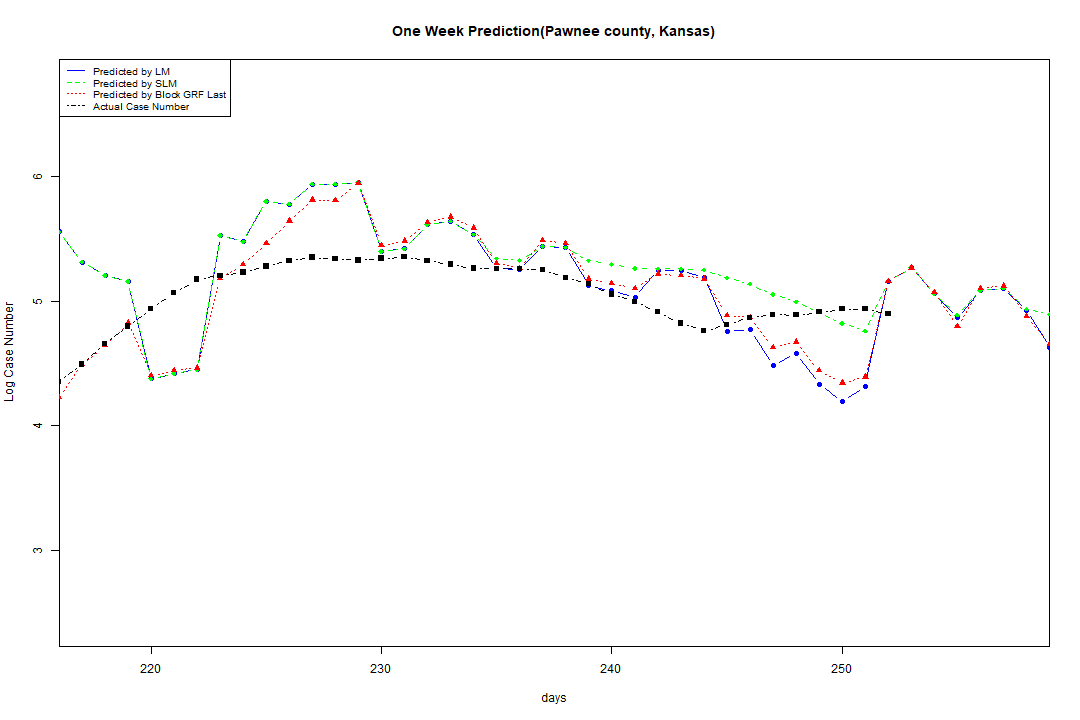 One Week Prediction(Pawnee county, Kansas)
Predicted by LM
Predicted by SLM
Predicted by Block GRF Last
Actual Case Number
Log Case Number
6
5
4
3
220 230 240 250
days